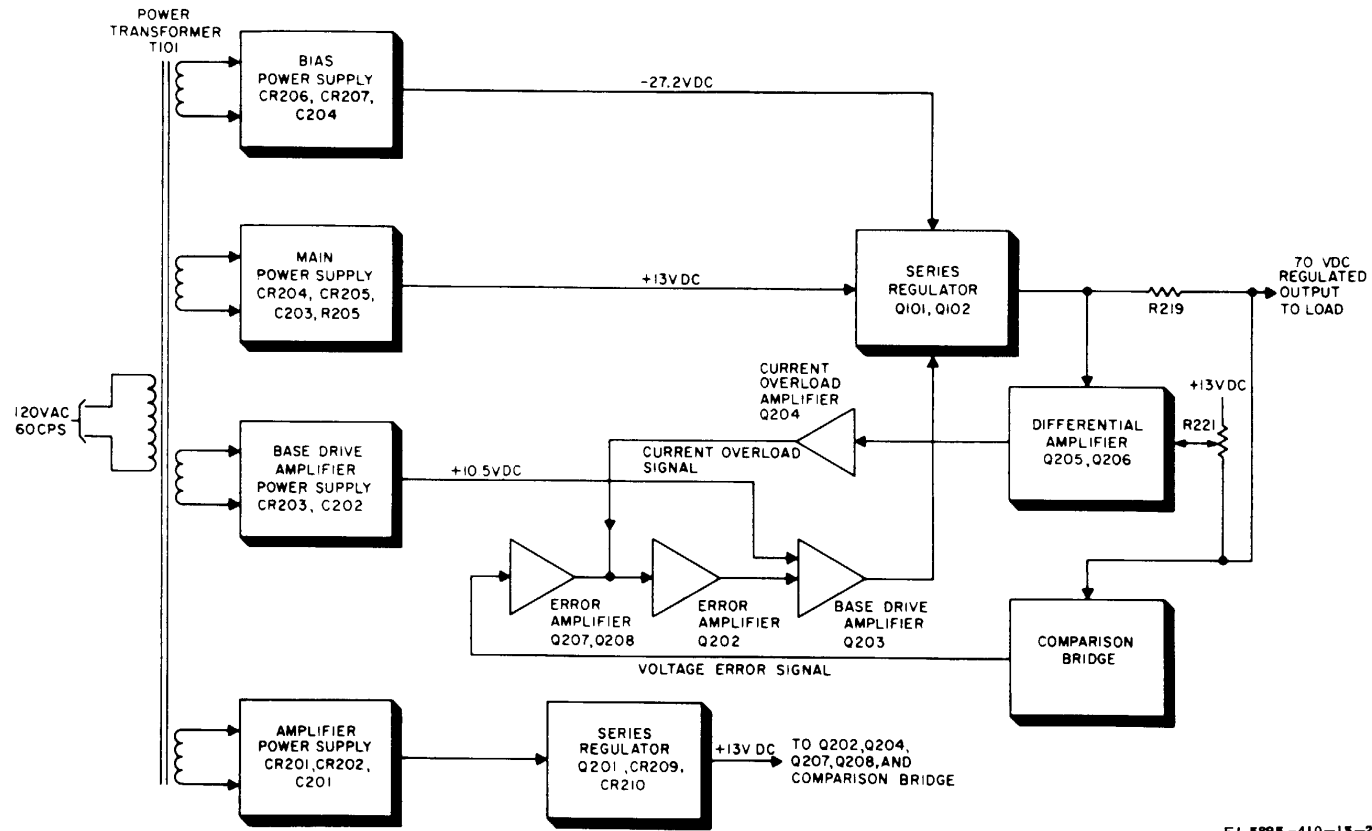 POWER
TRANSFORMER
T101
BIAS
POWER SUPPLY
CR206, CR207,
C204
-27.2VDC
MAIN
POWER SUPPLY
CR204, CR205,
C203, R205
+13VDC
SERIES
REGULATOR
Q101, Q102
R219
70 VDC
REGULATED
OUTPUT
TO LOAD
120VAC
60CPS
BASE DRIVE
AMPLIFIER
POWER SUPPLY
CR203, C202
+10.5VDC
CURRENT
OVERLOAD
AMPLIFIER
Q204
CURRENT OVERLOAD
SIGNAL
DIFFERENTIAL
AMPLIFIER
Q205, Q206
+13VDC
R221
ERROR
AMPLIFIER
Q207, Q208
ERROR
AMPLIFIER
Q202
BASE DRIVE
AMPLIFIER
Q203
VOLTAGE ERROR SIGNAL
COMPARISON
BRIDGE
AMPLIFIER
POWER SUPPLY
CR201, CR202,
C201
SERIES
REGULATOR
Q201, CR209,
CR210
+13V DC
TO Q202, Q204,
Q207, Q208, AND
COMPARISON BRIDGE